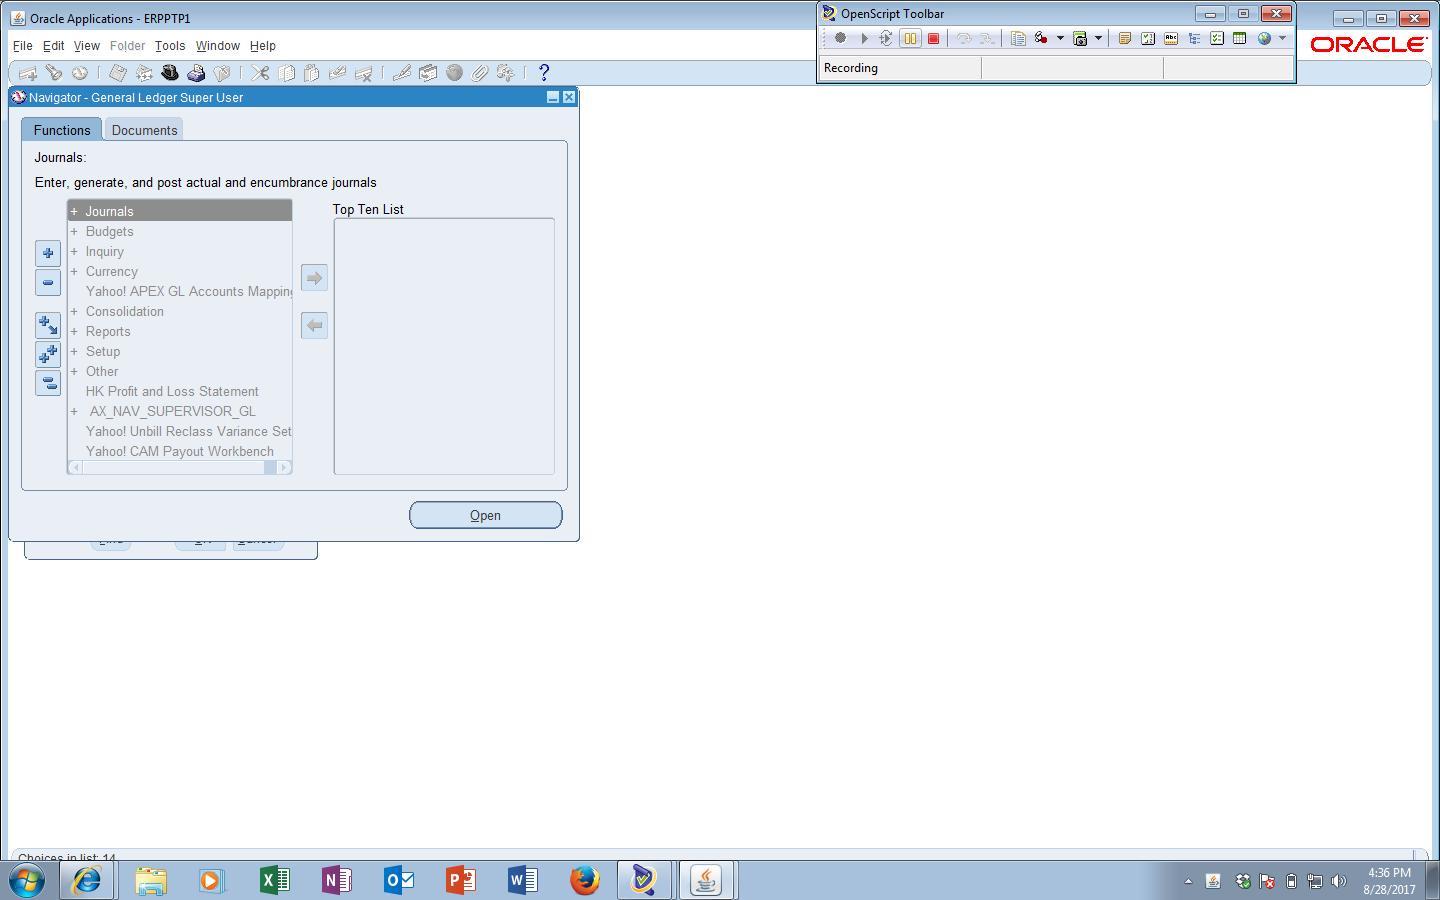 Oracle Applications - ERPPTP1
OpenScript Toolbar
File Edit View Folder Tools Window Help
ORACLE
Recording
Navigator - General Ledger Super User
Functions Documents
Journals:
Enter, generate, and post actual and encumbrance journals
Top Ten List
+ Journals
+ Budgets
+ Inquiry
+ Currency
Yahoo! APEX GL Accounts Mapping
+ Consolidation
+ Reports
+ Setup
+ Other
HK Profit and Loss Statement
+ AX_NAV_SUPERVISOR_GL
Yahoo! Unbill Reclass Variance Set
Yahoo! CAM Payout Workbench
Open
Choices in list: 14
4:36 PM
8/28/2017